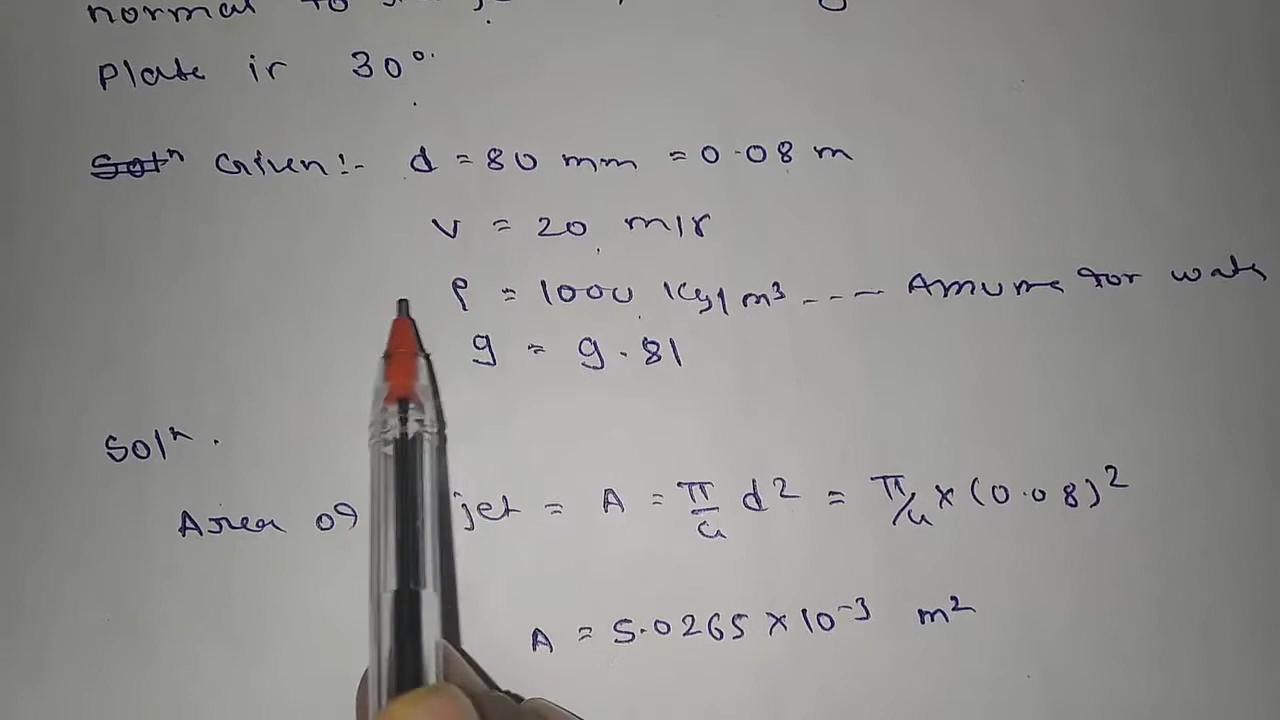 normal to
Plate is 30°.
Solⁿ Given:- d = 80 mm = 0.08 m
v = 20 m/s
ρ = 1000 Kg/m³ --- Assume for wate
g = 9.81
Solⁿ.
Area of jet = A = π/4 d² = π/4 × (0.08)²
A = 5.0265 × 10⁻³ m²